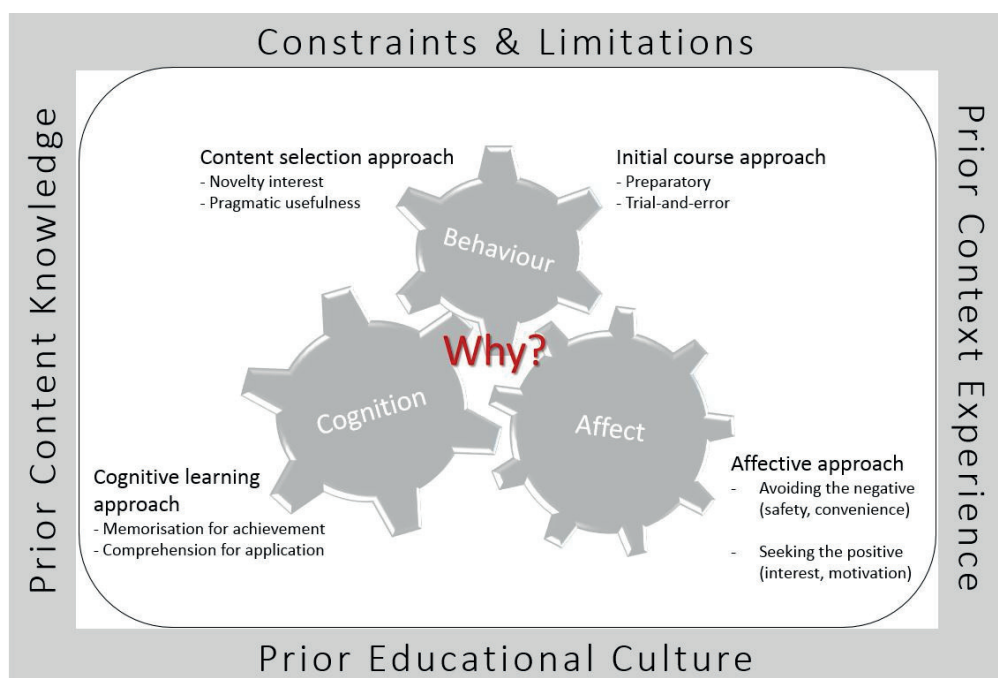 Constraints & Limitations
Prior Content Knowledge
Prior Context Experience
Content selection approach
- Novelty interest
- Pragmatic usefulness
Initial course approach
- Preparatory
- Trial-and-error
Behaviour
Why?
Cognition
Affect
Cognitive learning
approach
- Memorisation for achievement
- Comprehension for application
Affective approach
- Avoiding the negative
(safety, convenience)
- Seeking the positive
(interest, motivation)
Prior Educational Culture